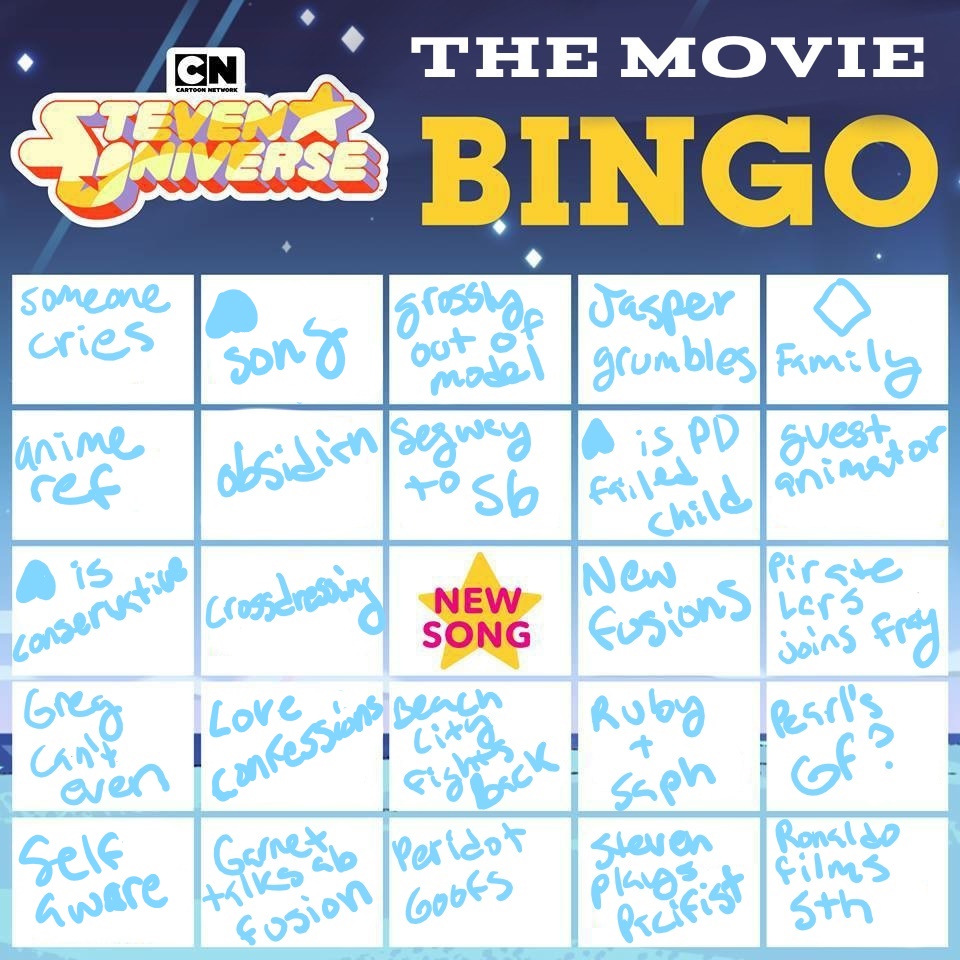 THE MOVIE
CN
CARTOON NETWORK
STEVEN
UNIVERSE
BINGO
someone
cries
song
grossly
out of
model
Jasper
grumbles
Family
anime
ref
obsidian
Segway
to S6
is PD
failed
child
guest
animator
is
conservative
crossdressing
NEW
SONG
New
fusions
Pirate
Lars
joins fray
Greg
can't
even
Love
confessions
Beach
City
fights
back
Ruby
+
Saph
Pearl's
GF?
Self
aware
Garnet
talks ab
fusion
Peridot
Goofs
Steven
plays
Pacifist
Ronaldo
films
sth